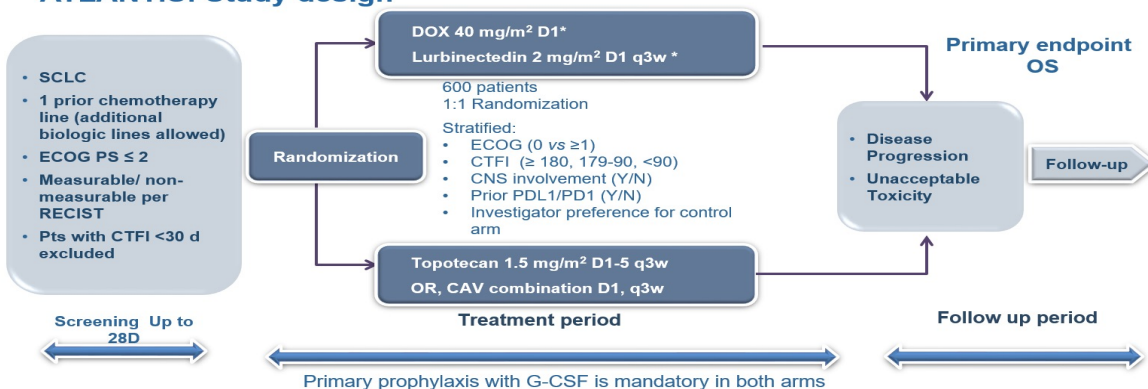 ATLANTIS: Study design
• SCLC
• 1 prior chemotherapy
line (additional
biologic lines allowed)
• ECOG PS ≤ 2
• Measurable/ non-
measurable per
RECIST
• Pts with CTFI <30 d
excluded
Randomization
DOX 40 mg/m² D1*
Lurbinectedin 2 mg/m² D1 q3w *
600 patients
1:1 Randomization
Stratified:
• ECOG (0 vs ≥1)
• CTFI (≥ 180, 179-90, <90)
• CNS involvement (Y/N)
• Prior PDL1/PD1 (Y/N)
• Investigator preference for control
arm
Topotecan 1.5 mg/m² D1-5 q3w
OR, CAV combination D1, q3w
Primary endpoint
OS
• Disease
Progression
• Unacceptable
Toxicity
Follow-up
Screening Up to
28D
Treatment period
Follow up period
Primary prophylaxis with G-CSF is mandatory in both arms